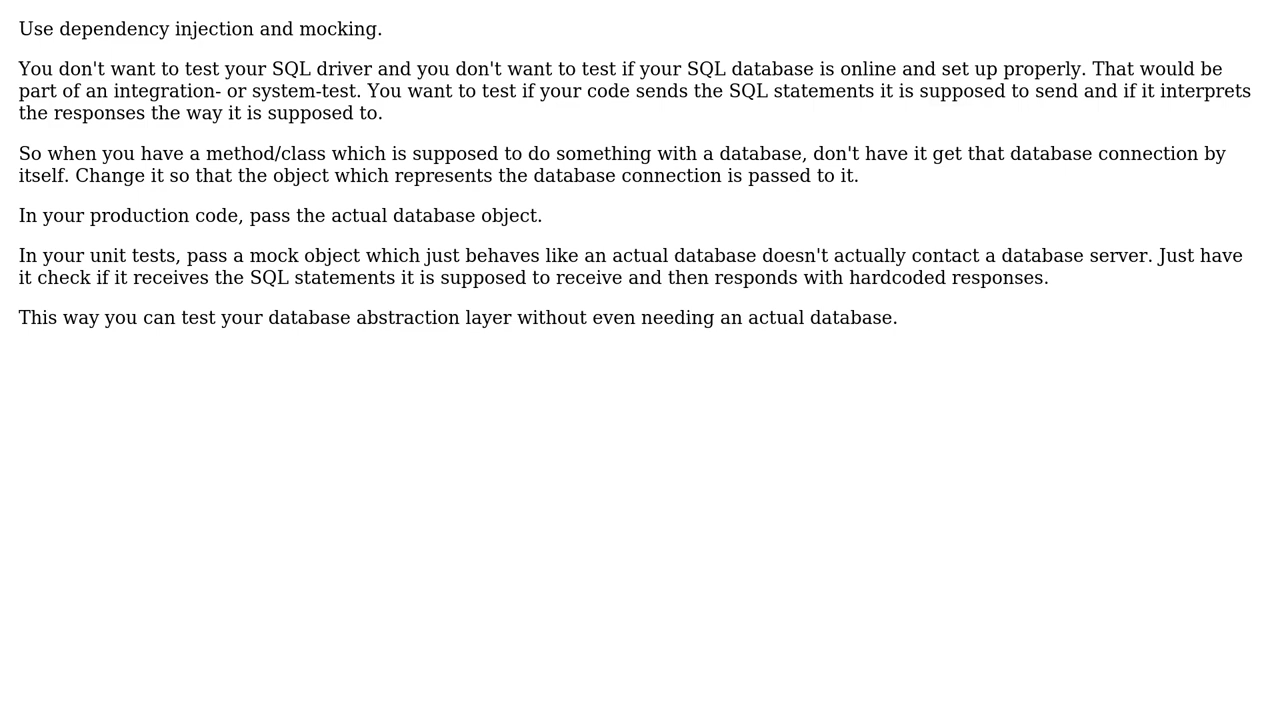 Use dependency injection and mocking.
You don't want to test your SQL driver and you don't want to test if your SQL database is online and set up properly. That would be
part of an integration- or system-test. You want to test if your code sends the SQL statements it is supposed to send and if it interprets
the responses the way it is supposed to.
So when you have a method/class which is supposed to do something with a database, don't have it get that database connection by
itself. Change it so that the object which represents the database connection is passed to it.
In your production code, pass the actual database object.
In your unit tests, pass a mock object which just behaves like an actual database doesn't actually contact a database server. Just have
it check if it receives the SQL statements it is supposed to receive and then responds with hardcoded responses.
This way you can test your database abstraction layer without even needing an actual database.